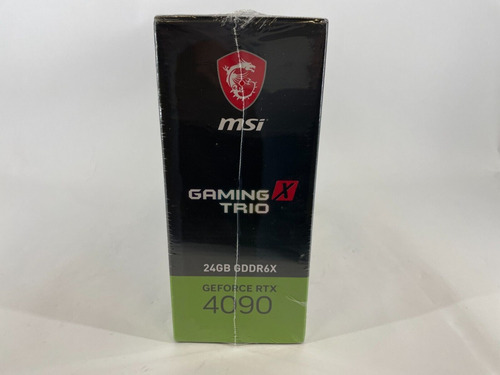 msi
GAMING X
TRIO
24GB GDDR6X
GEFORCE RTX
4090